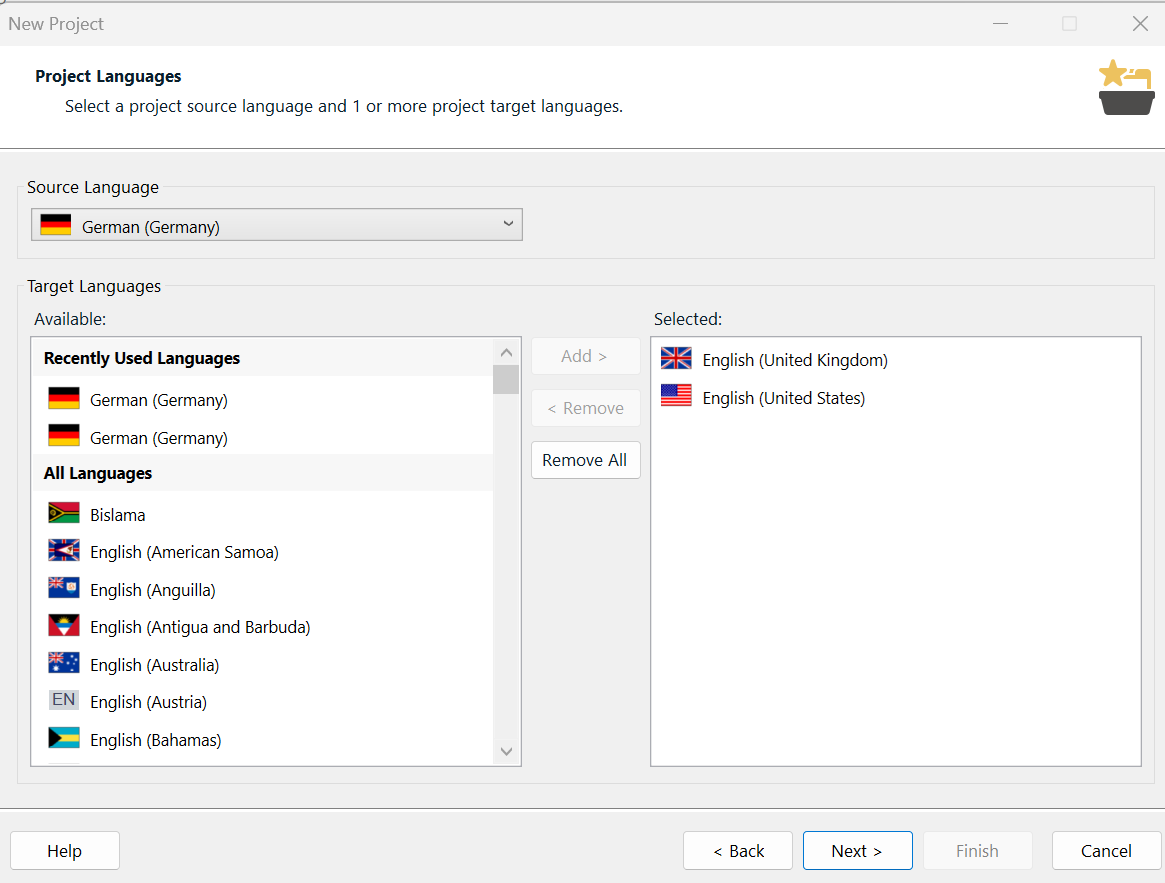 New Project
Project Languages
Select a project source language and 1 or more project target languages.
Source Language
German (Germany)
Target Languages
Available:
Recently Used Languages
German (Germany)
German (Germany)
All Languages
Bislama
English (American Samoa)
English (Anguilla)
English (Antigua and Barbuda)
English (Australia)
EN English (Austria)
English (Bahamas)
Add >
< Remove
Remove All
Selected:
English (United Kingdom)
English (United States)
Help
< Back
Next >
Finish
Cancel